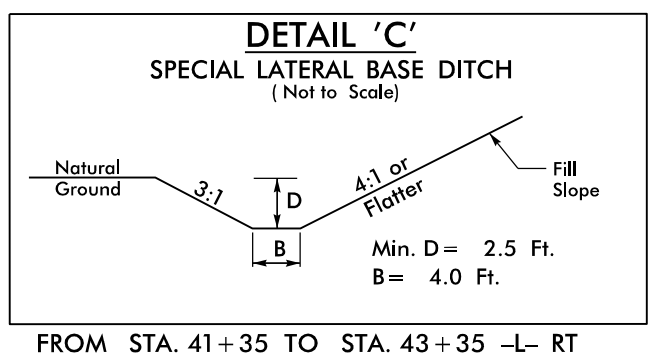 DETAIL 'C'
SPECIAL LATERAL BASE DITCH
( Not to Scale)
Natural
Ground
3:1
D
B
4:1 or
Flatter
Fill
Slope
Min. D = 2.5 Ft.
B = 4.0 Ft.
FROM STA. 41+35 TO STA. 43+35 -L- RT